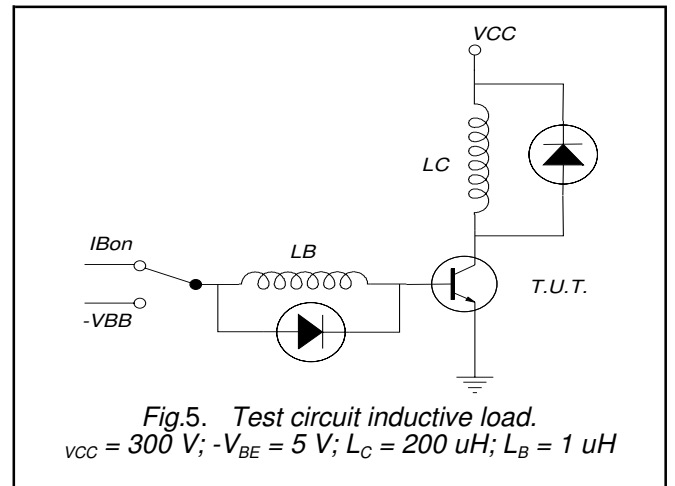 VCC
LC
IBon
LB
T.U.T.
-VBB
Fig.5. Test circuit inductive load.
VCC = 300 V; -VBE = 5 V; LC = 200 uH; LB = 1 uH